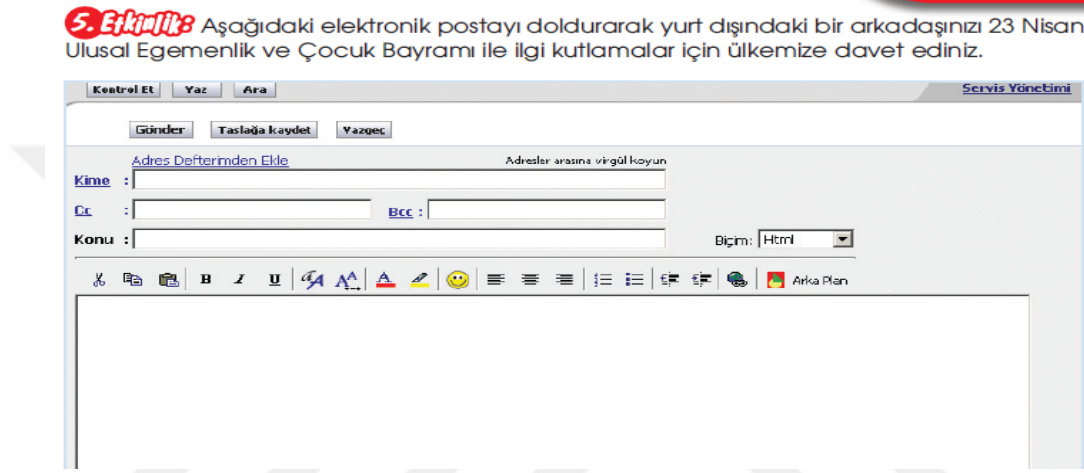 5. Etkinlik: Aşağıdaki elektronik postayı doldurarak yurt dışındaki bir arkadaşınızı 23 Nisan
Ulusal Egemenlik ve Çocuk Bayramı ile ilgi kutlamalar için ülkemize davet ediniz.
Kontrol Et Yaz Ara Servis Yönetimi
Gönder Taslağa kaydet Vazgeç
Adres Defterimden Ekle Adresler arasına virgül koyun
Kime :
Cc : Bcc :
Konu : Biçim: Html
B I U Arka Plan